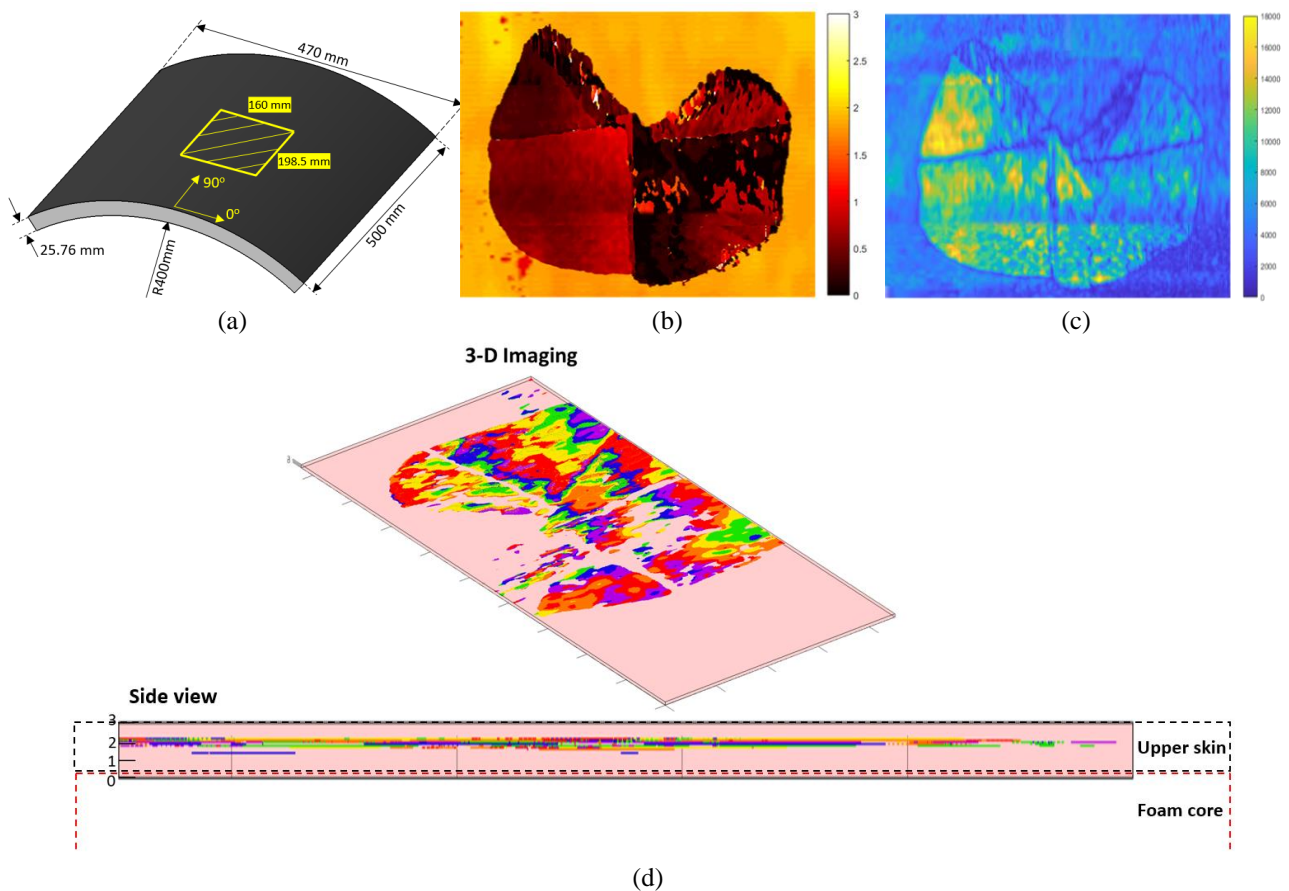 470 mm
160 mm
198.5 mm
90°
0°
25.76 mm
R400mm
500 mm
(a)
3
2.5
2
1.5
1
0.5
0
(b)
18000
16000
14000
12000
10000
8000
6000
4000
2000
0
(c)
3-D Imaging
Side view
3
2
1
0
Upper skin
Foam core
(d)